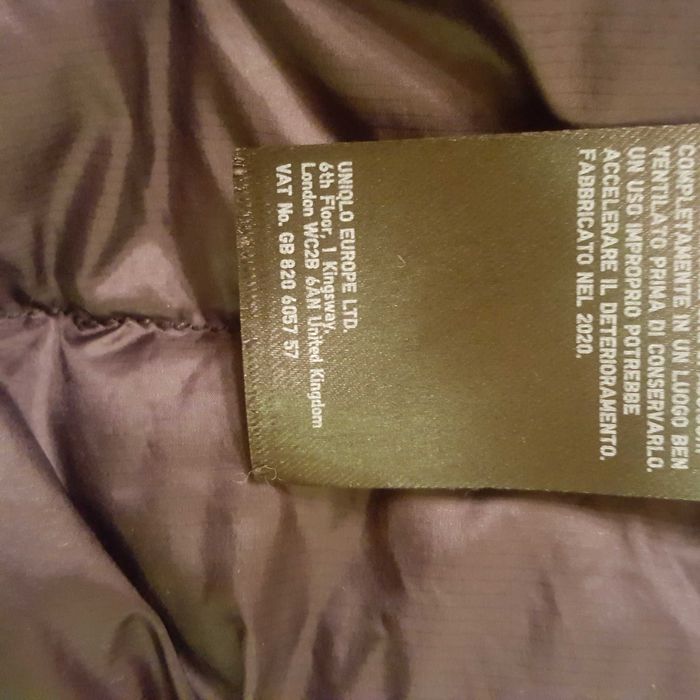 COMPLETAMENTE IN UN LUOGO BEN
VENTILATO PRIMA DI CONSERVARLO.
UN USO IMPROPRIO POTREBBE
ACCELERARE IL DETERIORAMENTO.
FABBRICATO NEL 2020.
UNIQLO EUROPE LTD.
6th Floor, 1 Kingsway,
London WC2B 6AN United Kingdom
VAT No. GB 820 6057 57